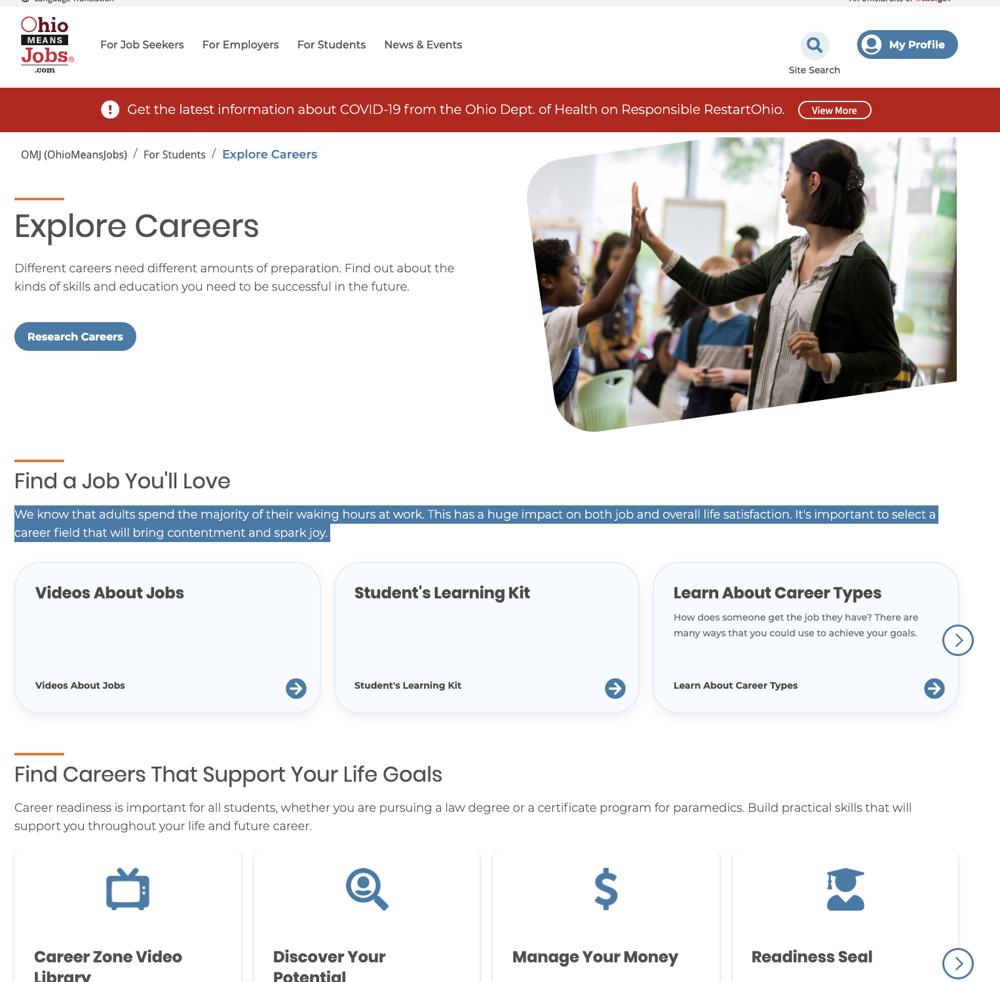 Language Translation
An Official Site of Ohio.gov
Ohio
MEANS
Jobs®
.com
For Job Seekers
For Employers
For Students
News & Events
Site Search
My Profile
Get the latest information about COVID-19 from the Ohio Dept. of Health on Responsible RestartOhio.
View More
OMJ (OhioMeansJobs) / For Students / Explore Careers
Explore Careers
Different careers need different amounts of preparation. Find out about the
kinds of skills and education you need to be successful in the future.
Research Careers
Find a Job You'll Love
We know that adults spend the majority of their waking hours at work. This has a huge impact on both job and overall life satisfaction. It's important to select a
career field that will bring contentment and spark joy.
Videos About Jobs
Videos About Jobs
Student's Learning Kit
Student's Learning Kit
Learn About Career Types
How does someone get the job they have? There are
many ways that you could use to achieve your goals.
Learn About Career Types
Find Careers That Support Your Life Goals
Career readiness is important for all students, whether you are pursuing a law degree or a certificate program for paramedics. Build practical skills that will
support you throughout your life and future career.
Career Zone Video
Library
Discover Your
Potential
Manage Your Money
Readiness Seal